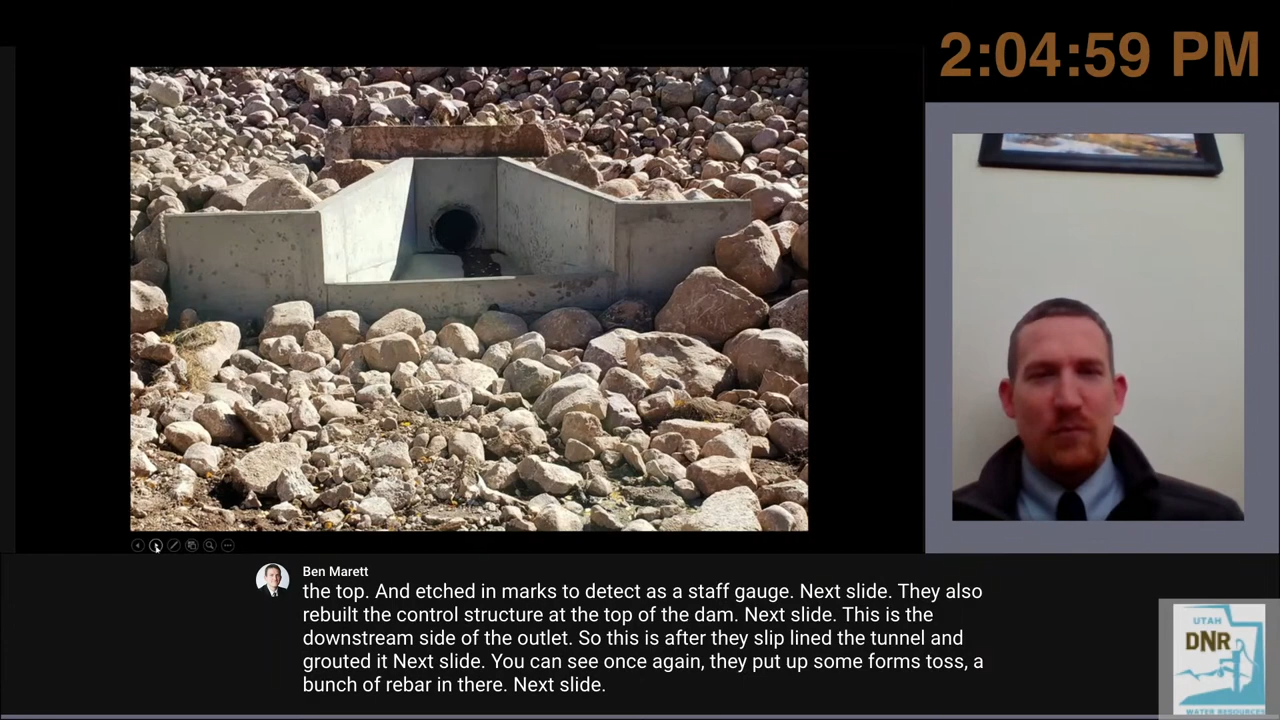 2:04:59 PM
Ben Marett
the top. And etched in marks to detect as a staff gauge. Next slide. They also
rebuilt the control structure at the top of the dam. Next slide. This is the
downstream side of the outlet. So this is after they slip lined the tunnel and
grouted it Next slide. You can see once again, they put up some forms toss, a
bunch of rebar in there. Next slide.
UTAH
DNR
WATER RESOURCES